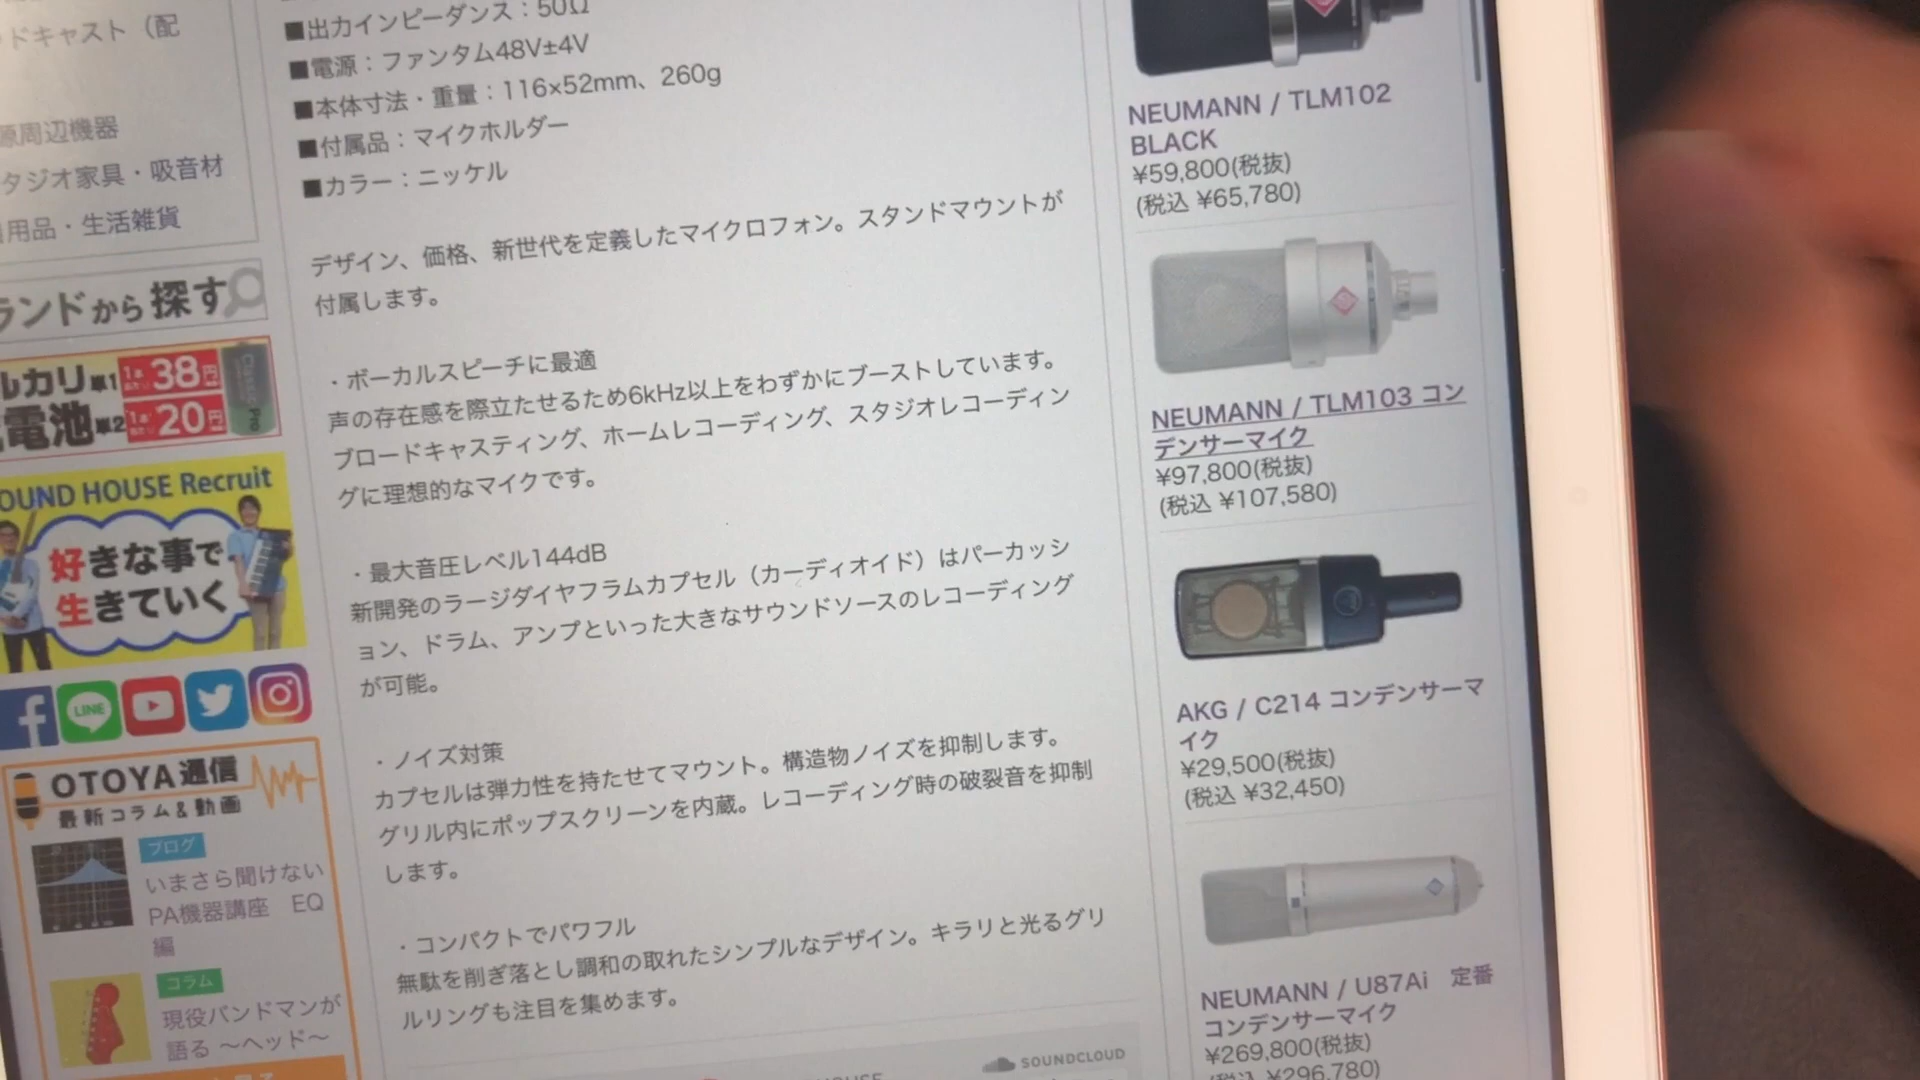 ドキャスト（配
源周辺機器
タジオ家具・吸音材
用品・生活雑貨
ランドから探す
ルカリ単1 1本あたり38円
電池単2 1本あたり20円
Classic Pro
OUND HOUSE Recruit
好きな事で
生きていく
LINE
OTOYA通信
最新コラム&動画
ブログ
いまさら聞けない
PA機器講座 EQ
編
コラム
現役バンドマンが
語る ～ヘッド～
■出力インピーダンス：50Ω
■電源：ファンタム48V±4V
■本体寸法・重量：116×52mm、260g
■付属品：マイクホルダー
■カラー：ニッケル
デザイン、価格、新世代を定義したマイクロフォン。スタンドマウントが
付属します。
・ボーカルスピーチに最適
声の存在感を際立たせるため6kHz以上をわずかにブーストしています。
ブロードキャスティング、ホームレコーディング、スタジオレコーディン
グに理想的なマイクです。
・最大音圧レベル144dB
新開発のラージダイヤフラムカプセル（カーディオイド）はパーカッシ
ョン、ドラム、アンプといった大きなサウンドソースのレコーディング
が可能。
・ノイズ対策
カプセルは弾力性を持たせてマウント。構造物ノイズを抑制します。
グリル内にポップスクリーンを内蔵。レコーディング時の破裂音を抑制
します。
・コンパクトでパワフル
無駄を削ぎ落とし調和の取れたシンプルなデザイン。キラリと光るグリ
ルリングも注目を集めます。
SOUNDCLOUD
NEUMANN / TLM102
BLACK
¥59,800(税抜)
(税込 ¥65,780)
NEUMANN / TLM103 コン
デンサーマイク
¥97,800(税抜)
(税込 ¥107,580)
AKG / C214 コンデンサーマ
イク
¥29,500(税抜)
(税込 ¥32,450)
NEUMANN / U87Ai 定番
コンデンサーマイク
¥269,800(税抜)
(税込 ¥296,780)